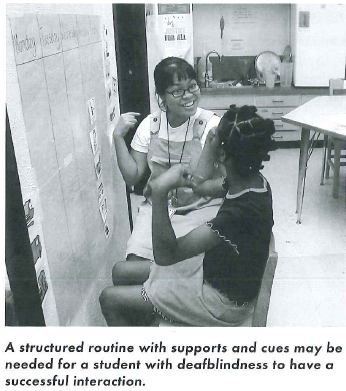 Monday Tuesday
A structured routine with supports and cues may be
needed for a student with deafblindness to have a
successful interaction.